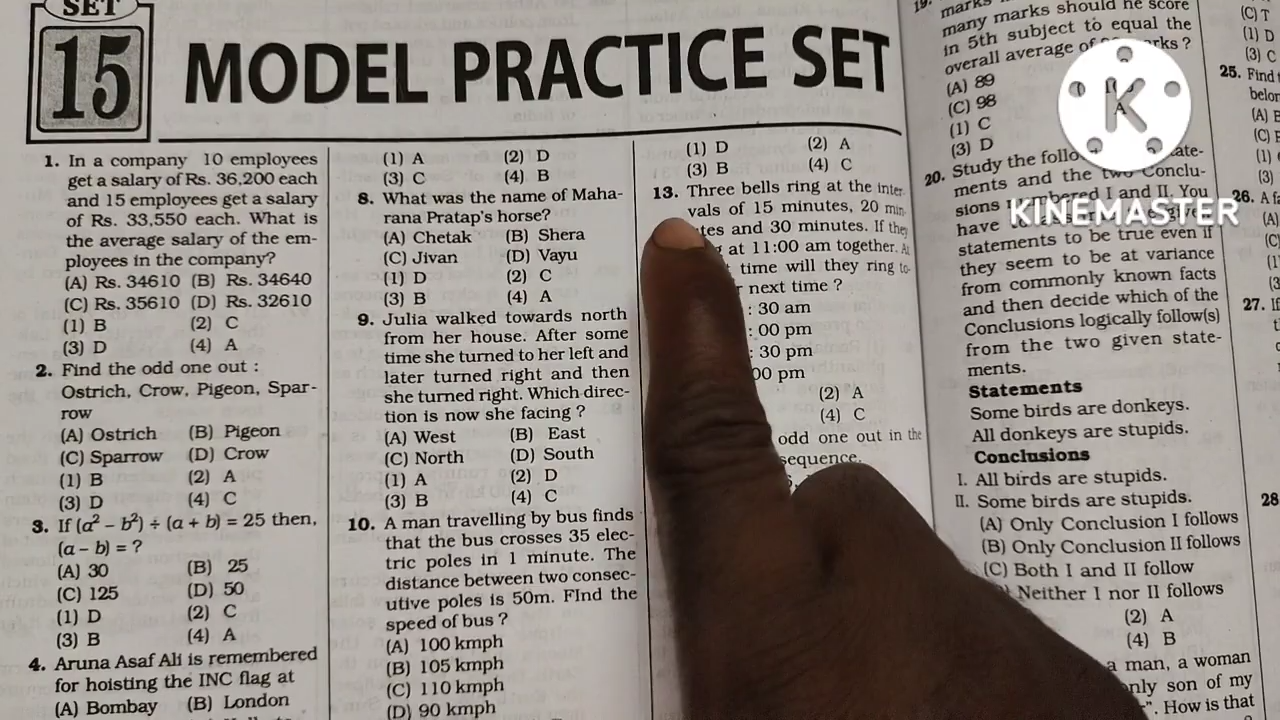 SET
15
MODEL PRACTICE SET
1. In a company 10 employees
get a salary of Rs. 36,200 each
and 15 employees get a salary
of Rs. 33,550 each. What is
the average salary of the em-
ployees in the company?
(A) Rs. 34610 (B) Rs. 34640
(C) Rs. 35610 (D) Rs. 32610
(1) B (2) C
(3) D (4) A
2. Find the odd one out :
Ostrich, Crow, Pigeon, Spar-
row
(A) Ostrich (B) Pigeon
(C) Sparrow (D) Crow
(1) B (2) A
(3) D (4) C
3. If (a² – b²) ÷ (a + b) = 25 then,
(a – b) = ?
(A) 30 (B) 25
(C) 125 (D) 50
(1) D (2) C
(3) B (4) A
4. Aruna Asaf Ali is remembered
for hoisting the INC flag at
(A) Bombay (B) London
(1) A (2) D
(3) C (4) B
8. What was the name of Maha-
rana Pratap's horse?
(A) Chetak (B) Shera
(C) Jivan (D) Vayu
(1) D (2) C
(3) B (4) A
9. Julia walked towards north
from her house. After some
time she turned to her left and
later turned right and then
she turned right. Which direc-
tion is now she facing ?
(A) West (B) East
(C) North (D) South
(1) A (2) D
(3) B (4) C
10. A man travelling by bus finds
that the bus crosses 35 elec-
tric poles in 1 minute. The
distance between two consec-
utive poles is 50m. FInd the
speed of bus ?
(A) 100 kmph
(B) 105 kmph
(C) 110 kmph
(D) 90 kmph
(1) D (2) A
(3) B (4) C
13. Three bells ring at the inter-
vals of 15 minutes, 20 min-
and 30 minutes. If they
at 11:00 am together. At
time will they ring to-
next time ?
: 30 am
: 00 pm
: 30 pm
00 pm
(2) A
(4) C
odd one out in the
sequence.
19. marks
many marks should he score
in 5th subject to equal the
overall average of
(A) 89
(C) 98
(1) C
(3) D
20. Study the
ments and the two Conclu-
sions numbered I and II. You
have
statements to be true even if
they seem to be at variance
from commonly known facts
and then decide which of the
Conclusions logically follow(s)
from the two given state-
ments.
Statements
Some birds are donkeys.
All donkeys are stupids.
Conclusions
I. All birds are stupids.
II. Some birds are stupids.
(A) Only Conclusion I follows
(B) Only Conclusion II follows
(C) Both I and II follow
Neither I nor II follows
(2) A
(4) B
a man, a woman
only son of my
How is that
(C) T
(1) D
(3) C
25. Find
(A)
(C)
(1)
(3)
26. A
(A)
(C)
(1)
(3)
27.
28
K
KINEMASTER